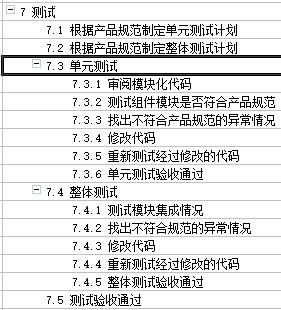 7 测试
7.1 根据产品规范制定单元测试计划
7.2 根据产品规范制定整体测试计划
7.3 单元测试
7.3.1 审阅模块化代码
7.3.2 测试组件模块是否符合产品规范
7.3.3 找出不符合产品规范的异常情况
7.3.4 修改代码
7.3.5 重新测试经过修改的代码
7.3.6 单元测试验收通过
7.4 整体测试
7.4.1 测试模块集成情况
7.4.2 找出不符合规范的异常情况
7.4.3 修改代码
7.4.4 重新测试经过修改的代码
7.4.5 整体测试验收通过
7.5 测试验收通过